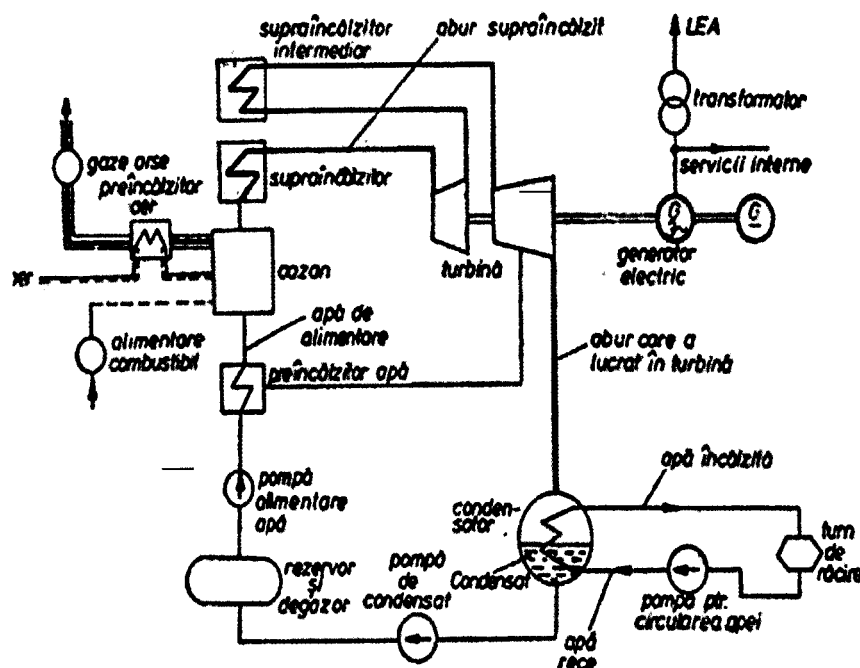 supraîncălzitor
intermediar
abur supraîncălzit
LEA
transformator
servicii interne
gaze arse
preîncălzitor
aer
supraîncălzitor
turbină
G
G
generator
electric
aer
cazan
apă de
alimentare
alimentare
combustibil
preîncălzitor apă
abur care a
lucrat în turbină
pompă
alimentare
apă
apă încălzită
conden-
sator
turn
de
răcire
Condensat
rezervor
și
degazor
pompă
de
condensat
pompă ptr.
circularea apei
apă
rece